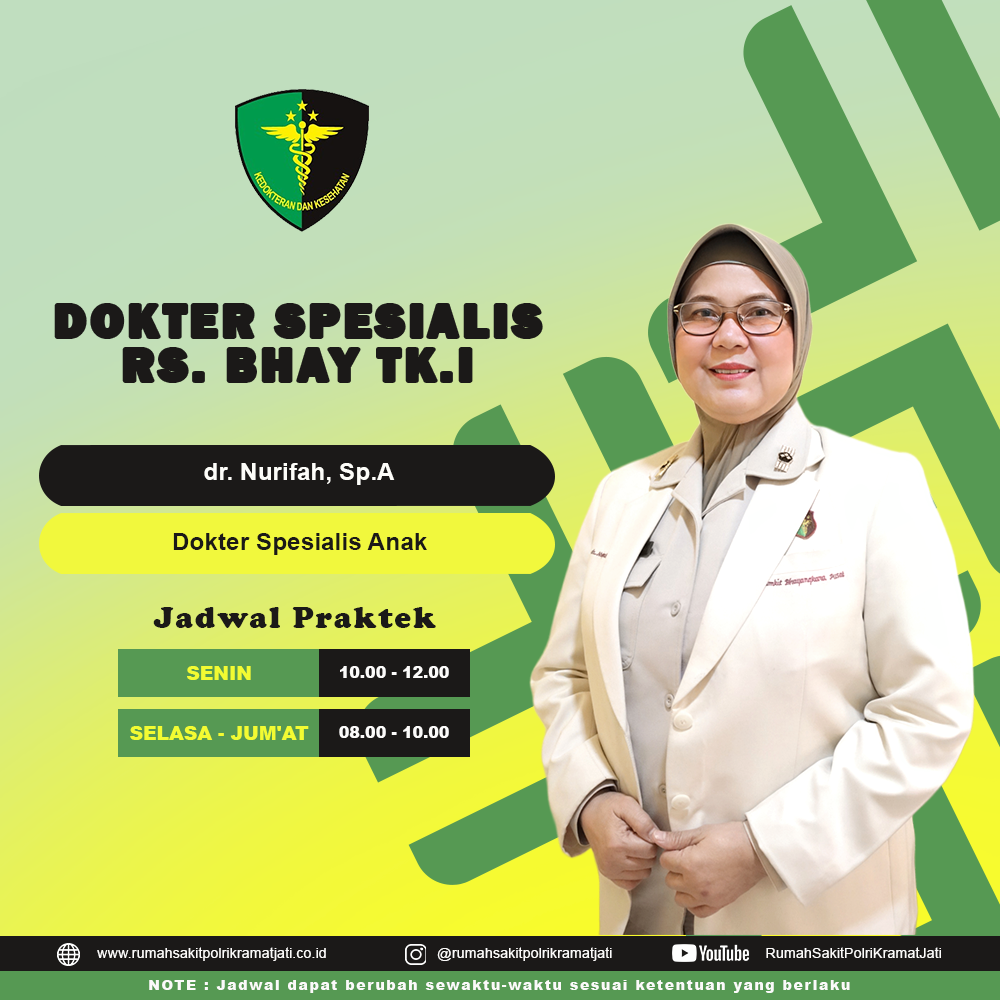 KEDOKTERAN DAN KESEHATAN
DOKTER SPESIALIS
RS. BHAY TK.I
dr. Nurifah, Sp.A
Dokter Spesialis Anak
Jadwal Praktek
SENIN 10.00 - 12.00
SELASA - JUM'AT 08.00 - 10.00
www.rumahsakitpolrikramatjati.co.id @rumahsakitpolrikramatjati YouTube RumahSakitPolriKramatJati
NOTE : Jadwal dapat berubah sewaktu-waktu sesuai ketentuan yang berlaku